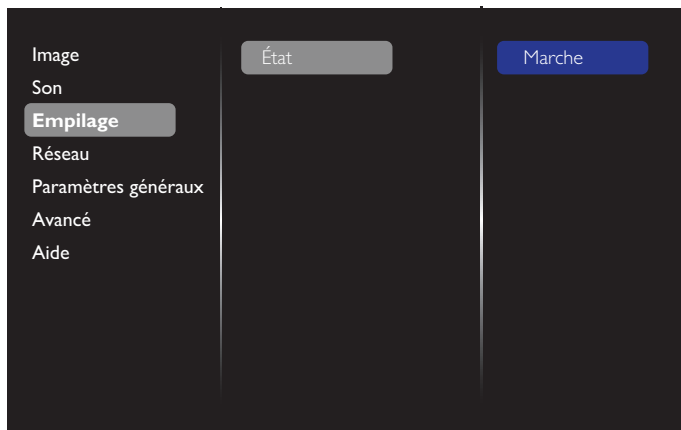 Image
Son
Empilage
Réseau
Paramètres généraux
Avancé
Aide
État
Marche